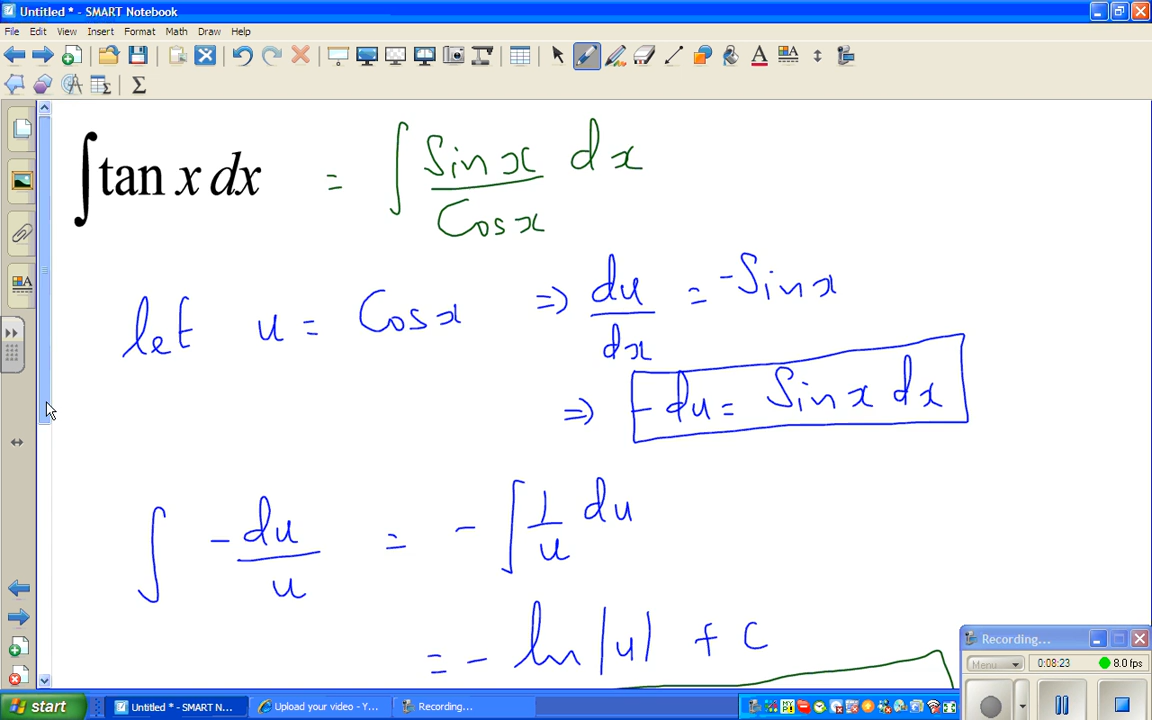 Untitled * - SMART Notebook
File Edit View Insert Format Math Draw Help
∫tan x dx = ∫ Sin x / Cos x dx
let u = Cos x ⇒ du/dx = -Sin x
⇒ -du = Sin x dx
∫ -du/u = - ∫ 1/u du
= - ln |u| + C
Recording...
Menu 0:08:23 8.0 fps
start Untitled * - SMART N... Upload your video - Y... Recording...